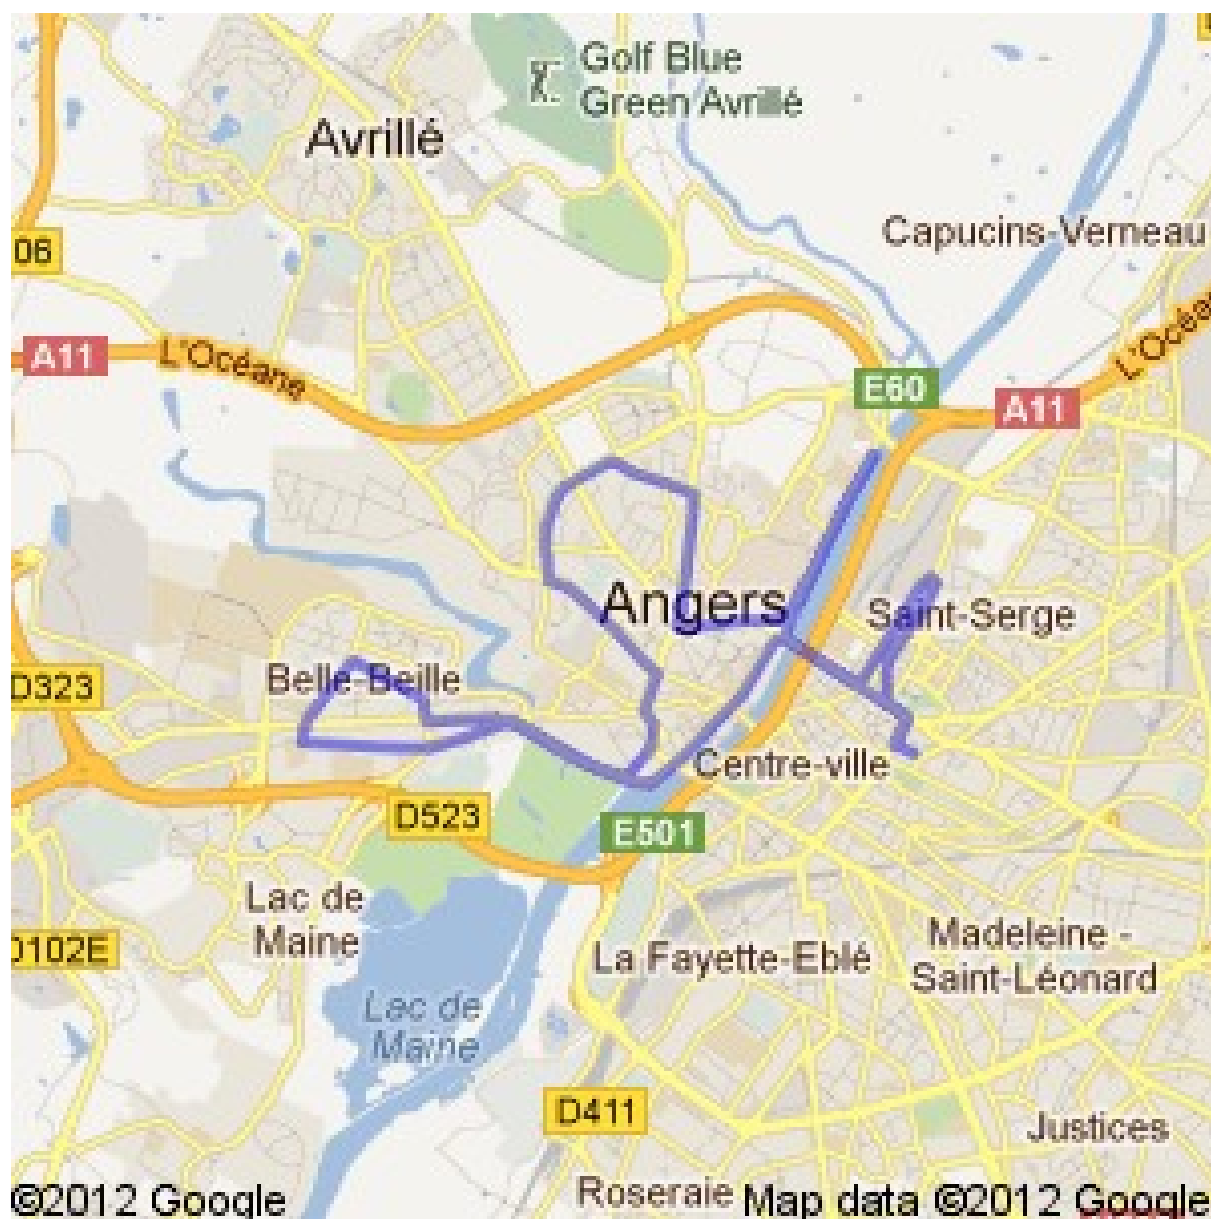 Golf Blue
Green Avrillé
Avrillé
Capucins-Verneau
06
A11
L'Océane
E60
A11
Angers
Saint-Serge
Belle-Beille
D323
Centre-ville
D523
E501
Lac de
Maine
Madeleine -
Saint-Léonard
La Fayette-Eblé
D102E
Lac de
Maine
D411
Justices
Roseraie
©2012 Google
Map data ©2012 Google